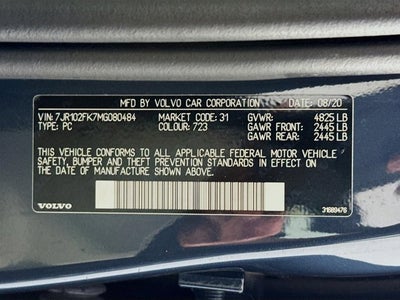 MFD. BY VOLVO CAR CORPORATION DATE: 08/20
VIN: 7JR102FK7MG080484 MARKET CODE: 31 GVWR: 4825 LB
TYPE: PC COLOUR: 723 GAWR FRONT: 2445 LB
GAWR REAR: 2445 LB
THIS VEHICLE CONFORMS TO ALL APPLICABLE FEDERAL MOTOR VEHICLE
SAFETY, BUMPER AND THEFT PREVENTION STANDARDS IN EFFECT ON
THE DATE OF MANUFACTURE SHOWN ABOVE.
VOLVO 31689476